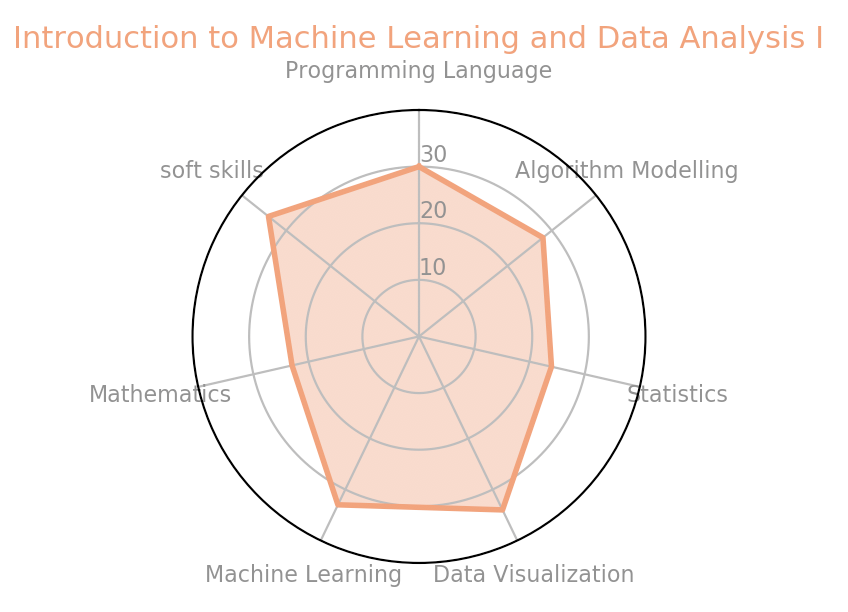 Introduction to Machine Learning and Data Analysis I
Programming Language
soft skills
30
Algorithm Modelling
20
10
Mathematics
Statistics
Machine Learning
Data Visualization